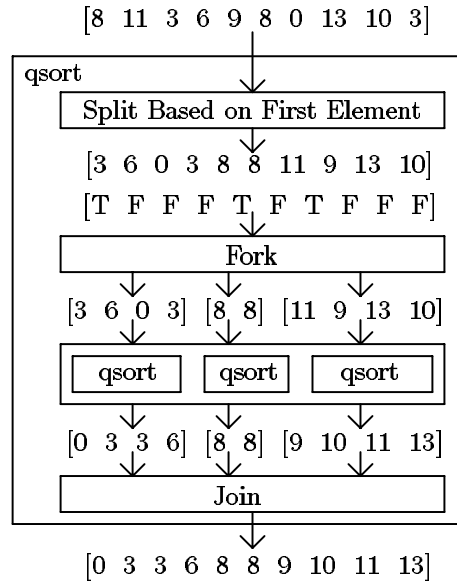 [8 11 3 6 9 8 0 13 10 3]
qsort
Split Based on First Element
[3 6 0 3 8 8 11 9 13 10]
[T F F F T F T F F F]
Fork
[3 6 0 3] [8 8] [11 9 13 10]
qsort qsort qsort
[0 3 3 6] [8 8] [9 10 11 13]
Join
[0 3 3 6 8 8 9 10 11 13]